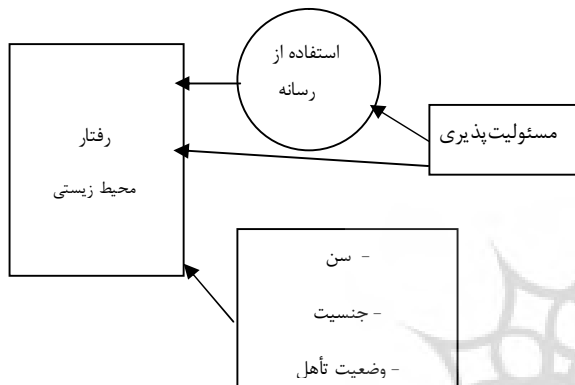 استفاده از
رسانه
مسئولیت‌پذیری
رفتار
محیط زیستی
- سن
- جنسیت
- وضعیت تأهل